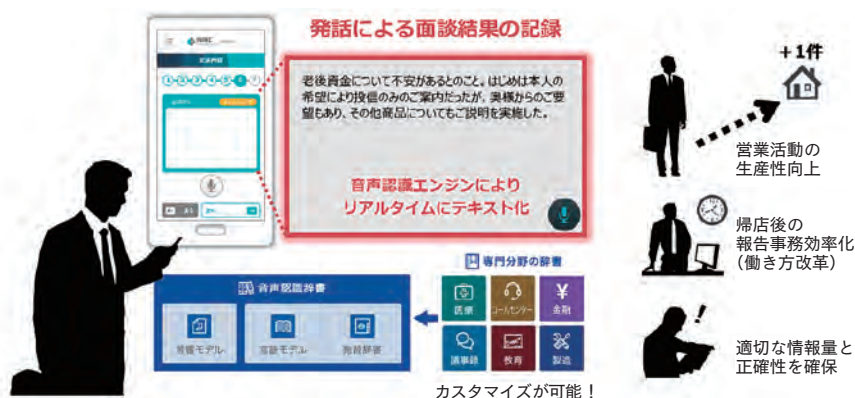 発話による面談結果の記録
老後資金について不安があるとのこと。はじめは本人の
希望により投信のみのご案内だったが、奥様からのご要
望もあり、その他商品についてもご説明を実施した。
音声認識エンジンにより
リアルタイムにテキスト化
+1件
営業活動の
生産性向上
帰店後の
報告事務効率化
（働き方改革）
適切な情報量と
正確性を確保
音声認識辞書
音響モデル
言語モデル
発音辞書
専門分野の辞書
医療
コールセンター
¥
金融
議事録
教育
製造
カスタマイズが可能！